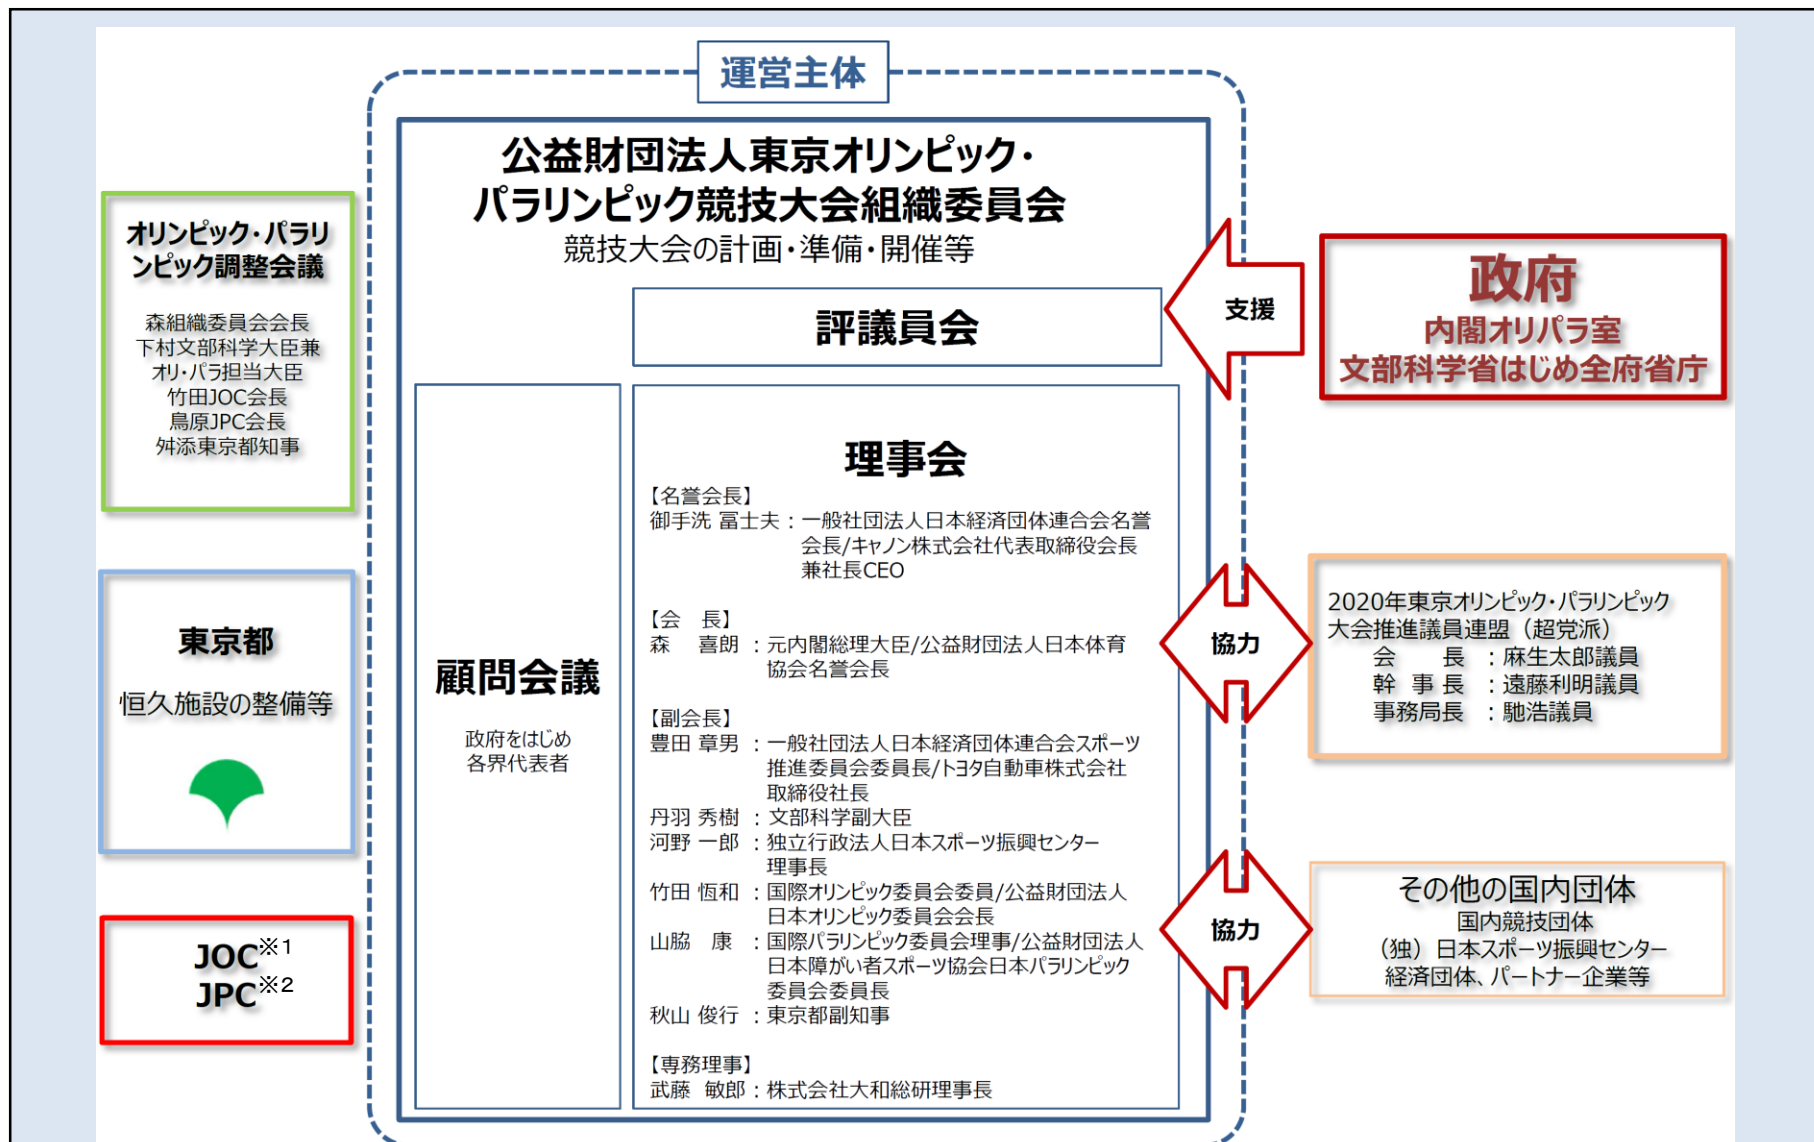 運営主体
公益財団法人東京オリンピック・
パラリンピック競技大会組織委員会
競技大会の計画・準備・開催等
オリンピック・パラリ
ンピック調整会議
森組織委員会会長
下村文部科学大臣兼
オリ・パラ担当大臣
竹田JOC会長
鳥原JPC会長
舛添東京都知事
東京都
恒久施設の整備等
JOC※1
JPC※2
評議員会
顧問会議
政府をはじめ
各界代表者
理事会
【名誉会長】
御手洗 冨士夫：一般社団法人日本経済団体連合会名誉
会長/キヤノン株式会社代表取締役会長
兼社長CEO
【会　長】
森　喜朗：元内閣総理大臣/公益財団法人日本体育
協会名誉会長
【副会長】
豊田 章男：一般社団法人日本経済団体連合会スポーツ
推進委員会委員長/トヨタ自動車株式会社
取締役社長
丹羽 秀樹：文部科学副大臣
河野 一郎：独立行政法人日本スポーツ振興センター
理事長
竹田 恆和：国際オリンピック委員会委員/公益財団法人
日本オリンピック委員会会長
山脇　康：国際パラリンピック委員会理事/公益財団法人
日本障がい者スポーツ協会日本パラリンピック
委員会委員長
秋山 俊行：東京都副知事
【専務理事】
武藤 敏郎：株式会社大和総研理事長
支援
政府
内閣オリパラ室
文部科学省はじめ全府省庁
協力
2020年東京オリンピック・パラリンピック
大会推進議員連盟（超党派）
会　　長：麻生太郎議員
幹 事 長：遠藤利明議員
事務局長：馳浩議員
協力
その他の国内団体
国内競技団体
（独）日本スポーツ振興センター
経済団体、パートナー企業等